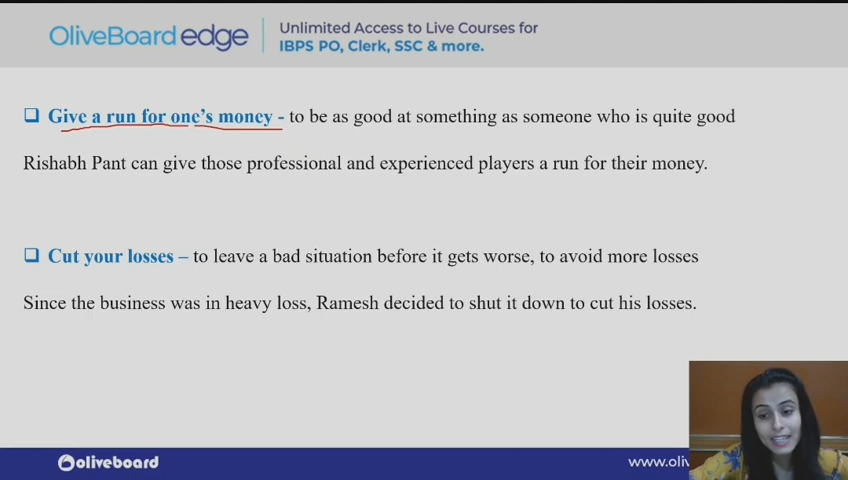 OliveBoard edge
Unlimited Access to Live Courses for
IBPS PO, Clerk, SSC & more.
Give a run for one's money - to be as good at something as someone who is quite good
Rishabh Pant can give those professional and experienced players a run for their money.
Cut your losses – to leave a bad situation before it gets worse, to avoid more losses
Since the business was in heavy loss, Ramesh decided to shut it down to cut his losses.
oliveboard